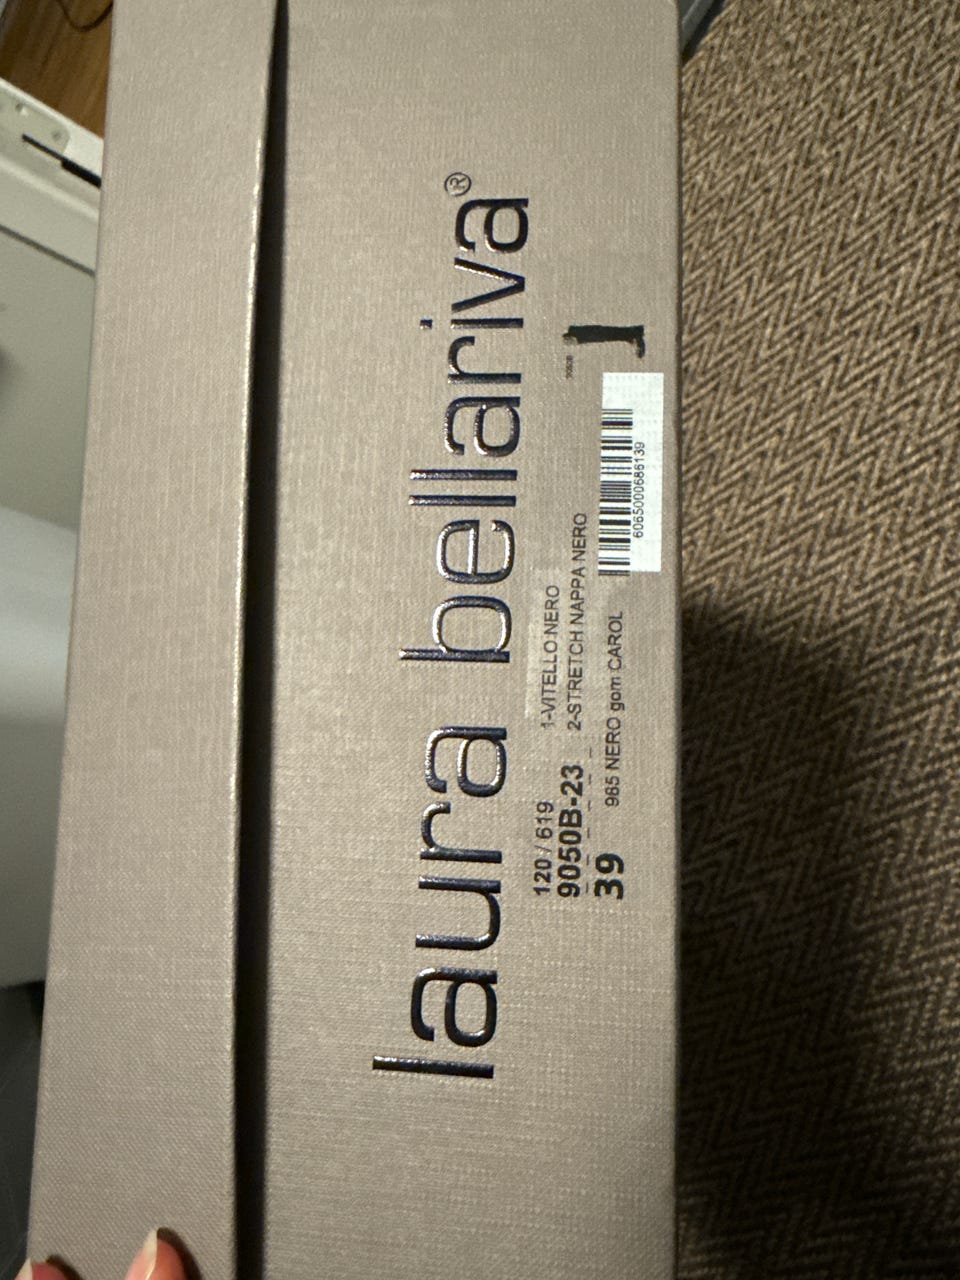 laura bellariva®
120 / 619
9050B-23
39
1-VITELLO NERO
2-STRETCH NAPPA NERO
985 NERO gom CAROL
6065000686139